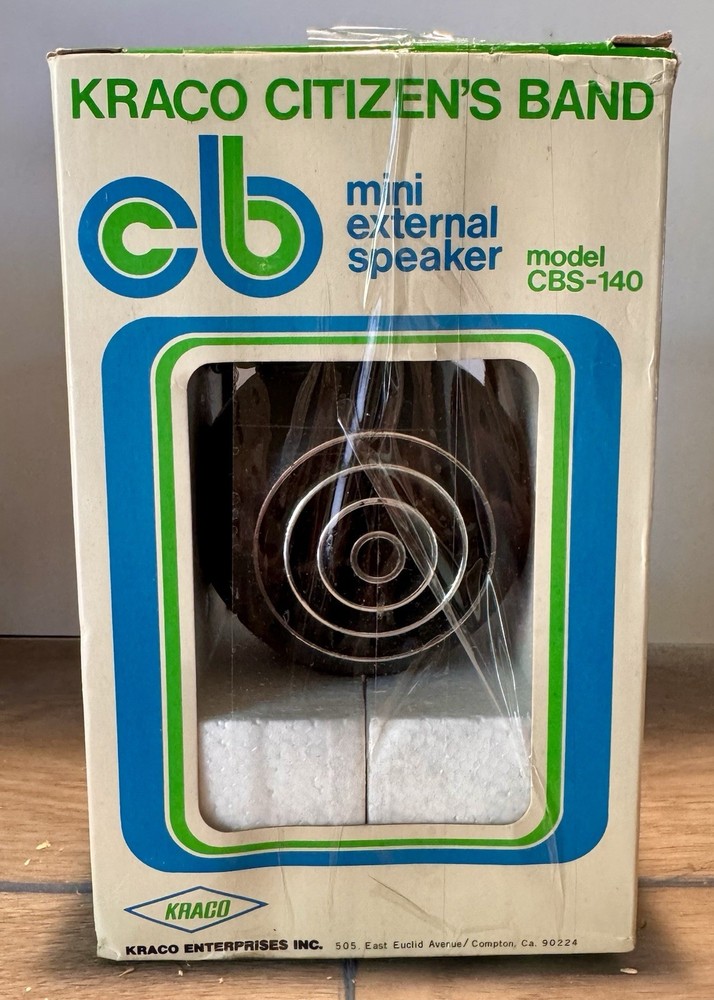 KRACO CITIZEN'S BAND
cb
mini
external
speaker
model
CBS-140
KRACO
KRACO ENTERPRISES INC. 505. East Euclid Avenue/Compton, Ca. 90224